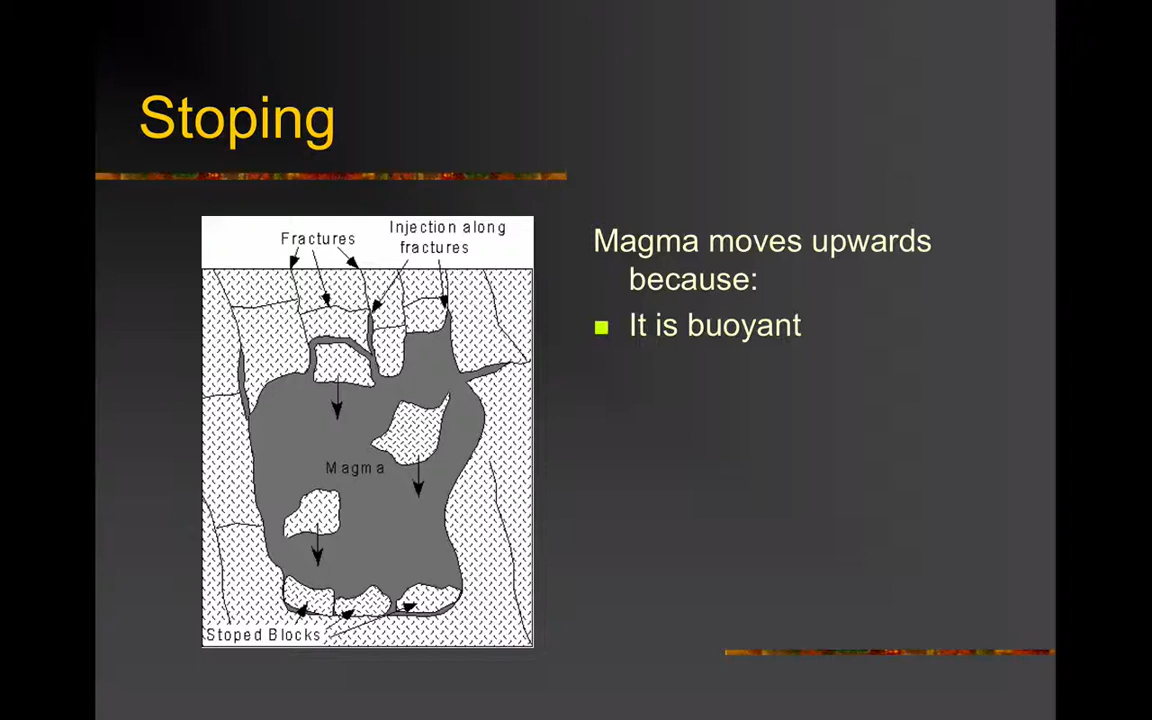 Stoping
Fractures
Injection along
fractures
Magma
Stoped Blocks
Magma moves upwards
because:
It is buoyant